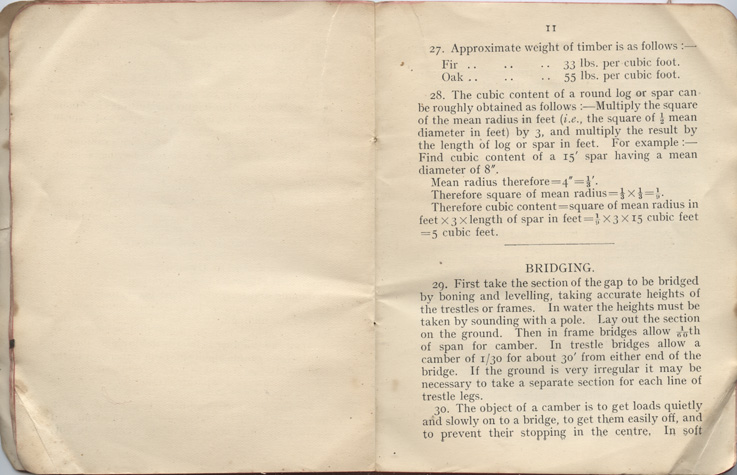 11
27. Approximate weight of timber is as follows :—
Fir .. .. .. 33 lbs. per cubic foot.
Oak .. .. .. 55 lbs. per cubic foot.
28. The cubic content of a round log or spar can
be roughly obtained as follows :—Multiply the square
of the mean radius in feet (i.e., the square of ½ mean
diameter in feet) by 3, and multiply the result by
the length of log or spar in feet. For example :—
Find cubic content of a 15′ spar having a mean
diameter of 8″.
Mean radius therefore=4″=⅓′.
Therefore square of mean radius=⅓×⅓=⅑.
Therefore cubic content=square of mean radius in
feet×3×length of spar in feet=⅑×3×15 cubic feet
=5 cubic feet.
BRIDGING.
29. First take the section of the gap to be bridged
by boning and levelling, taking accurate heights of
the trestles or frames. In water the heights must be
taken by sounding with a pole. Lay out the section
on the ground. Then in frame bridges allow 1/60th
of span for camber. In trestle bridges allow a
camber of 1/30 for about 30′ from either end of the
bridge. If the ground is very irregular it may be
necessary to take a separate section for each line of
trestle legs.
30. The object of a camber is to get loads quietly
and slowly on to a bridge, to get them easily off, and
to prevent their stopping in the centre. In soft